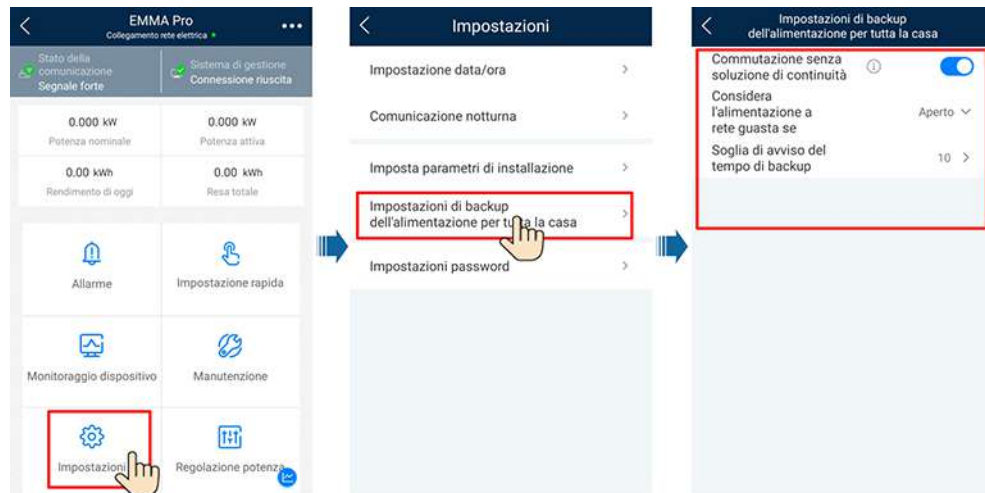 EMMA Pro
Collegamento rete elettrica
Stato della
comunicazione
Segnale forte
Sistema di gestione
Connessione riuscita
0.000 kW
Potenza nominale
0.000 kW
Potenza attiva
0.00 kWh
Rendimento di oggi
0.00 kWh
Resa totale
Allarme
Impostazione rapida
Monitoraggio dispositivo
Manutenzione
Impostazioni
Regolazione potenza
Impostazioni
Impostazione data/ora
Comunicazione notturna
Imposta parametri di installazione
Impostazioni di backup
dell'alimentazione per tutta la casa
Impostazioni password
Impostazioni di backup
dell'alimentazione per tutta la casa
Commutazione senza
soluzione di continuità
Considera
l'alimentazione a
rete guasta se
Aperto
Soglia di avviso del
tempo di backup
10